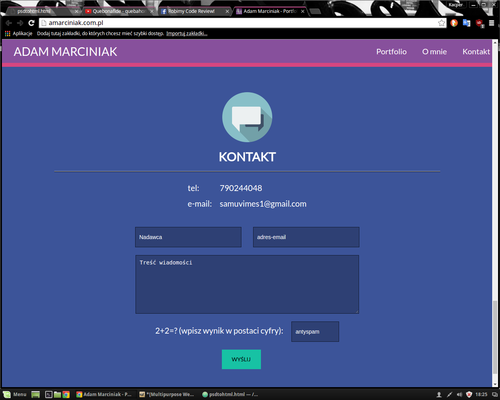 psdtohtml.html
Quebonafide - queba
Robimy Code Review!
Adam Marciniak - Portf
Kacper
amarciniak.com.pl
Aplikacje Dodaj tutaj zakładki, do których chcesz mieć szybki dostęp. Importuj zakładki...
ADAM MARCINIAK Portfolio O mnie Kontakt
KONTAKT
tel: 790244048
e-mail: samuvimes1@gmail.com
Nadawca adres-email
Treść wiadomości
2+2=? (wpisz wynik w postaci cyfry): antyspam
WYŚLIJ
Menu Adam Marciniak - P... *[Multipurpose We... psdtohtml.html (~/... 18:25